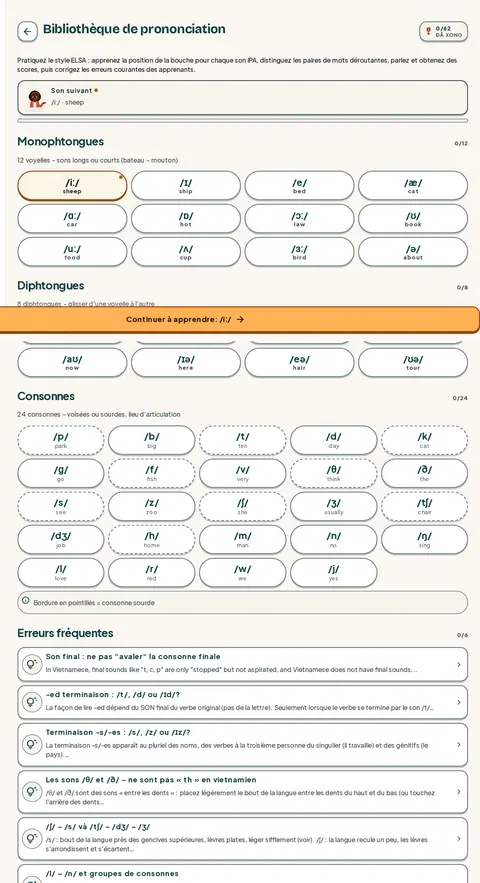 Bibliothèque de prononciation
0/62
ĐÃ XONG
Pratiquez le style ELSA : apprenez la position de la bouche pour chaque son IPA, distinguez les paires de mots déroutantes, parlez et obtenez des
scores, puis corrigez les erreurs courantes des apprenants.
Son suivant
/iː/ · sheep
Monophtongues
0/12
12 voyelles – sons longs ou courts (bateau – mouton)
/iː/ /ɪ/ /e/ /æ/
sheep ship bed cat
/ɑː/ /ɒ/ /ɔː/ /ʊ/
car hot law book
/uː/ /ʌ/ /ɜː/ /ə/
food cup bird about
Diphtongues
0/8
8 diphtongues – glisser d'une voyelle à l'autre
Continuer à apprendre: /iː/ →
/aʊ/ /ɪə/ /eə/ /ʊə/
now here hair tour
Consonnes
0/24
24 consonnes – voisées ou sourdes, lieu d'articulation
/p/ /b/ /t/ /d/ /k/
park big ten day cat
/g/ /f/ /v/ /θ/ /ð/
go fish very think the
/s/ /z/ /ʃ/ /ʒ/ /tʃ/
see zoo she usually chair
/dʒ/ /h/ /m/ /n/ /ŋ/
job home man no sing
/l/ /r/ /w/ /j/
love red we yes
Bordure en pointillés = consonne sourde
Erreurs fréquentes
0/6
Son final : ne pas "avaler" la consonne finale
In Vietnamese, final sounds like "t, c, p" are only "stopped" but not aspirated, and Vietnamese does not have final sounds...
-ed terminaison : /t/, /d/ ou /ɪd/?
La façon de lire -ed dépend du SON final du verbe original (pas de la lettre). Seulement lorsque le verbe se termine par le son /t/...
Terminaison -s/-es : /s/, /z/ ou /ɪz/?
La terminaison -s/-es apparaît au pluriel des noms, des verbes à la troisième personne du singulier (il travaille) et des génitifs (le
pays)...
Les sons /θ/ et /ð/ – ne sont pas « th » en vietnamien
/θ/ et /ð/ sont des sons « entre les dents » : placez légèrement le bout de la langue entre les dents du haut et du bas (ou touchez
l'arrière des dents...
/ʃ/ – /s/ và /tʃ/ – /dʒ/ – /ʒ/
/s/ : bout de la langue près des gencives supérieures, lèvres plates, léger sifflement (voir). /ʃ/ : la langue recule un peu, les lèvres
s'arrondissent et s'écartent...
/l/ – /n/ et groupes de consonnes